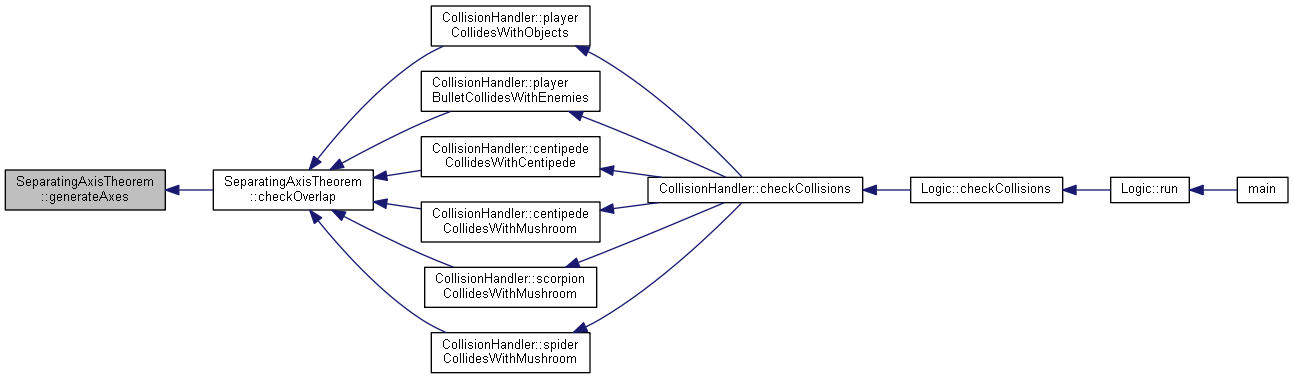 SeparatingAxisTheorem
::generateAxes
SeparatingAxisTheorem
::checkOverlap
CollisionHandler::player
CollidesWithObjects
CollisionHandler::player
BulletCollidesWithEnemies
CollisionHandler::centipede
CollidesWithCentipede
CollisionHandler::centipede
CollidesWithMushroom
CollisionHandler::scorpion
CollidesWithMushroom
CollisionHandler::spider
CollidesWithMushroom
CollisionHandler::checkCollisions
Logic::checkCollisions
Logic::run
main